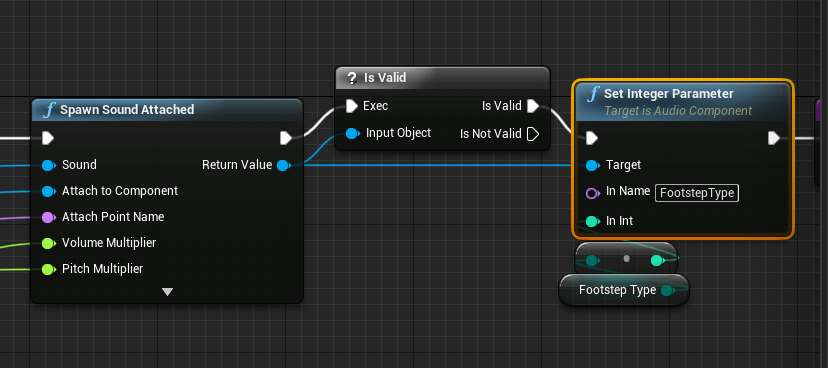 Spawn Sound Attached
Sound
Return Value
Attach to Component
Attach Point Name
Volume Multiplier
Pitch Multiplier
? Is Valid
Exec
Is Valid
Input Object
Is Not Valid
f Set Integer Parameter
Target is Audio Component
Target
In Name FootstepType
In Int
Footstep Type